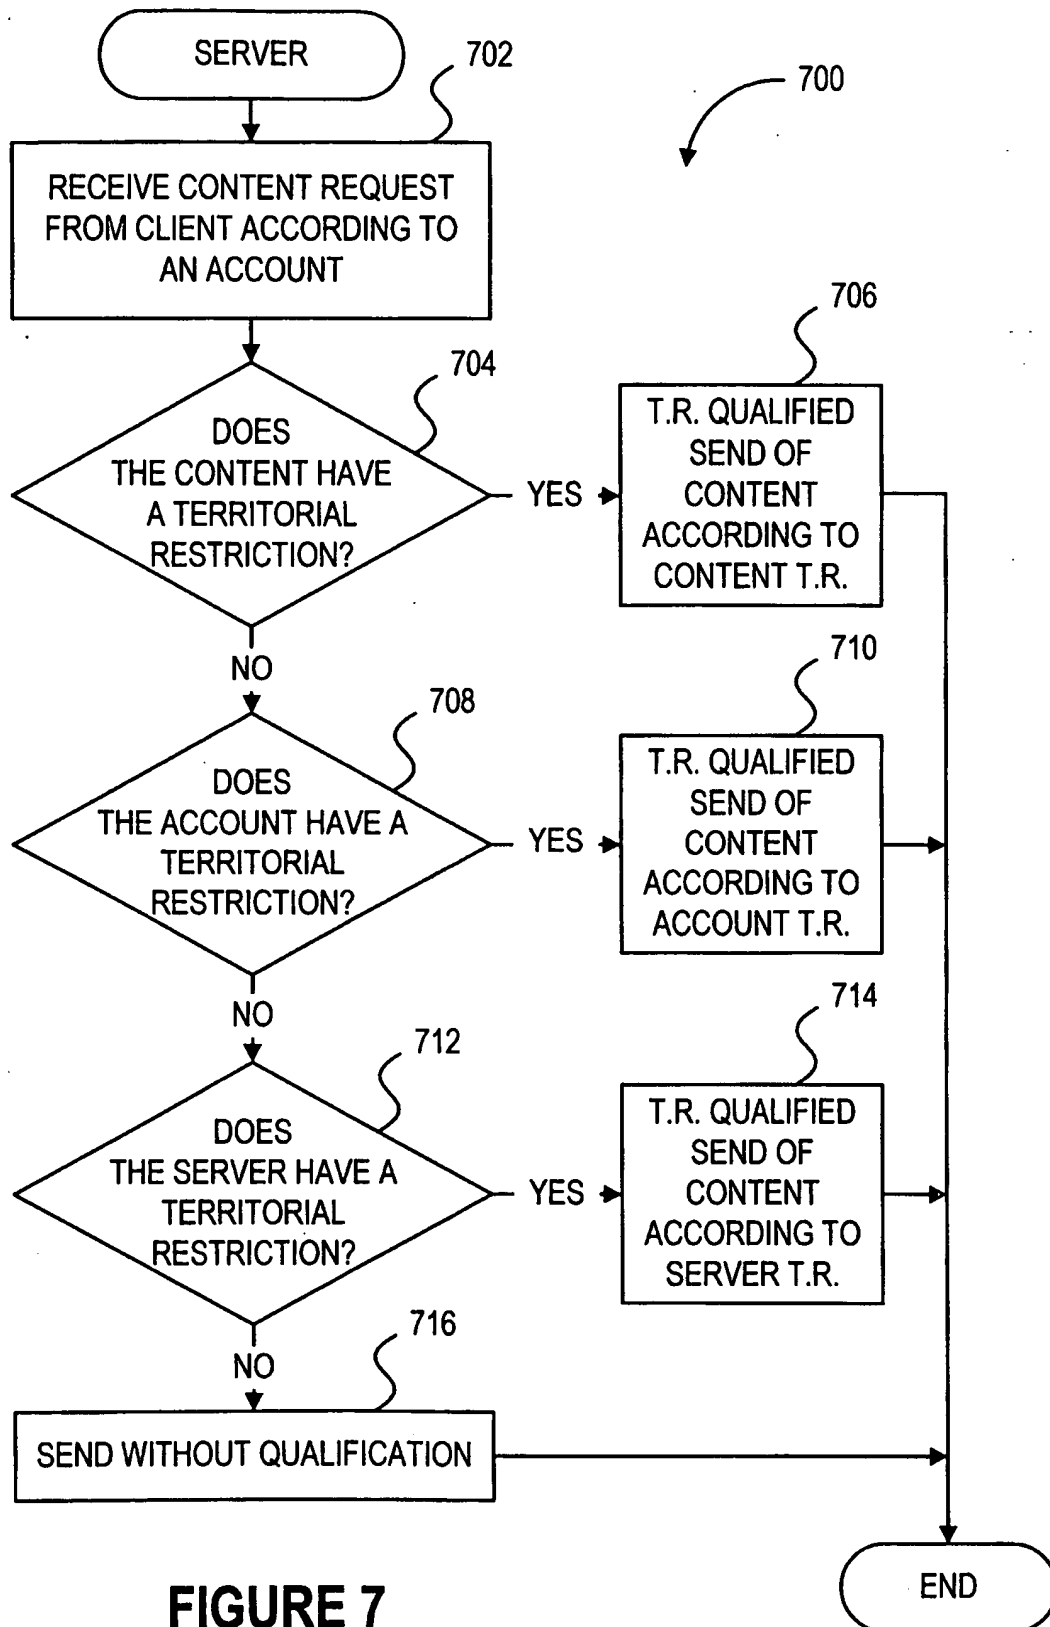 SERVER
702
700
RECEIVE CONTENT REQUEST
FROM CLIENT ACCORDING TO
AN ACCOUNT
704
706
DOES
THE CONTENT HAVE
A TERRITORIAL
RESTRICTION?
YES
T.R. QUALIFIED
SEND OF
CONTENT
ACCORDING TO
CONTENT T.R.
NO
708
710
DOES
THE ACCOUNT HAVE A
TERRITORIAL
RESTRICTION?
YES
T.R. QUALIFIED
SEND OF
CONTENT
ACCORDING TO
ACCOUNT T.R.
NO
712
714
DOES
THE SERVER HAVE A
TERRITORIAL
RESTRICTION?
YES
T.R. QUALIFIED
SEND OF
CONTENT
ACCORDING TO
SERVER T.R.
NO
716
SEND WITHOUT QUALIFICATION
END
FIGURE 7